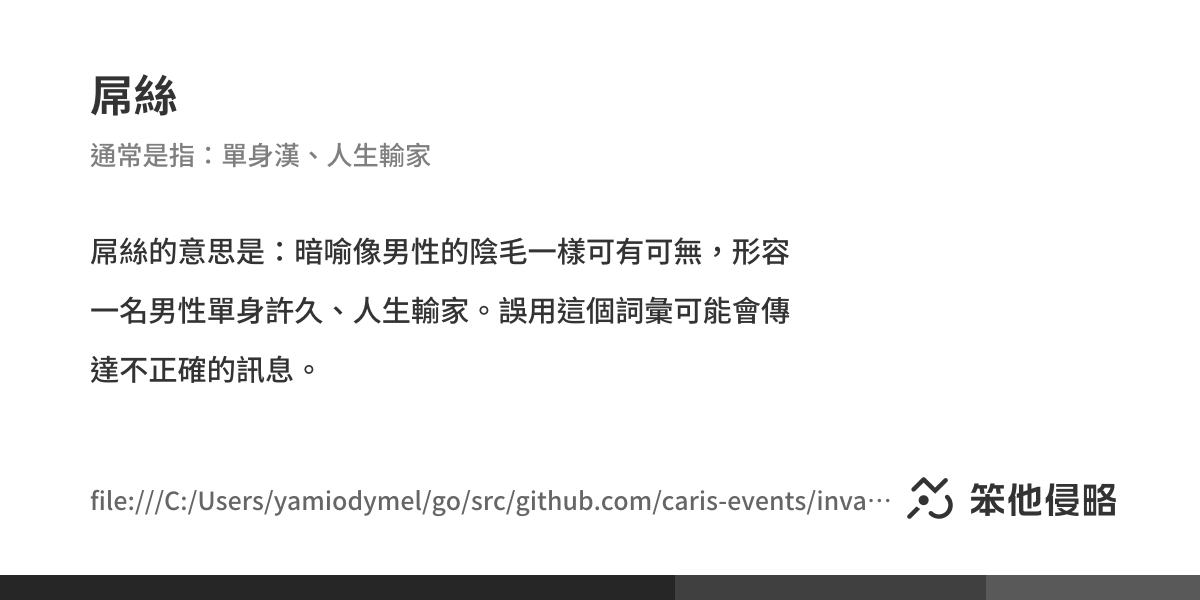 屌絲
通常是指：單身漢、人生輸家
屌絲的意思是：暗喻像男性的陰毛一樣可有可無，形容
一名男性單身許久、人生輸家。誤用這個詞彙可能會傳
達不正確的訊息。
file:///C:/Users/yamiodymel/go/src/github.com/caris-events/inva…
笨他侵略